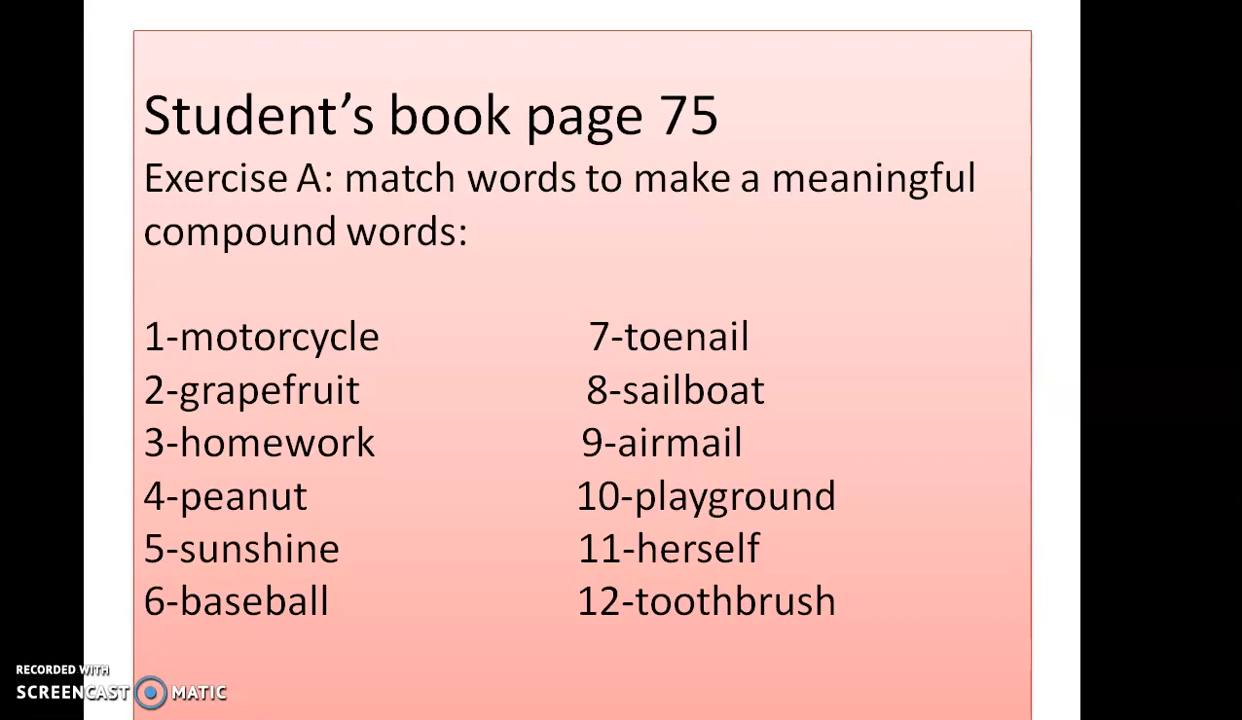 Student’s book page 75
Exercise A: match words to make a meaningful
compound words:
1-motorcycle 7-toenail
2-grapefruit 8-sailboat
3-homework 9-airmail
4-peanut 10-playground
5-sunshine 11-herself
6-baseball 12-toothbrush
RECORDED WITH
SCREENCAST MATIC